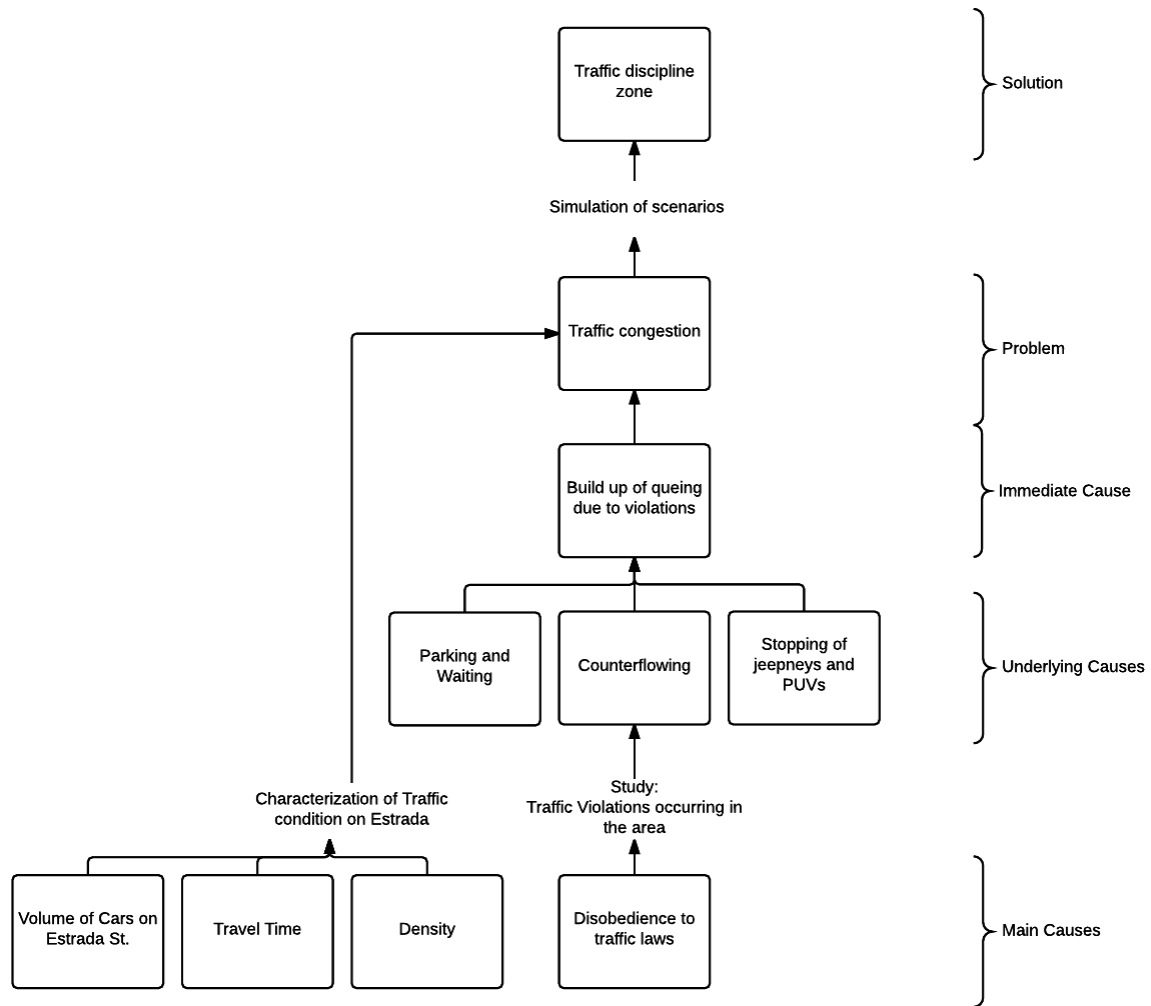 Traffic discipline
zone
Solution
Simulation of scenarios
Traffic congestion
Problem
Build up of queing
due to violations
Immediate Cause
Parking and
Waiting
Counterflowing
Stopping of
jeepneys and
PUVs
Underlying Causes
Characterization of Traffic
condition on Estrada
Study:
Traffic Violations occurring in
the area
Volume of Cars on
Estrada St.
Travel Time
Density
Disobedience to
traffic laws
Main Causes